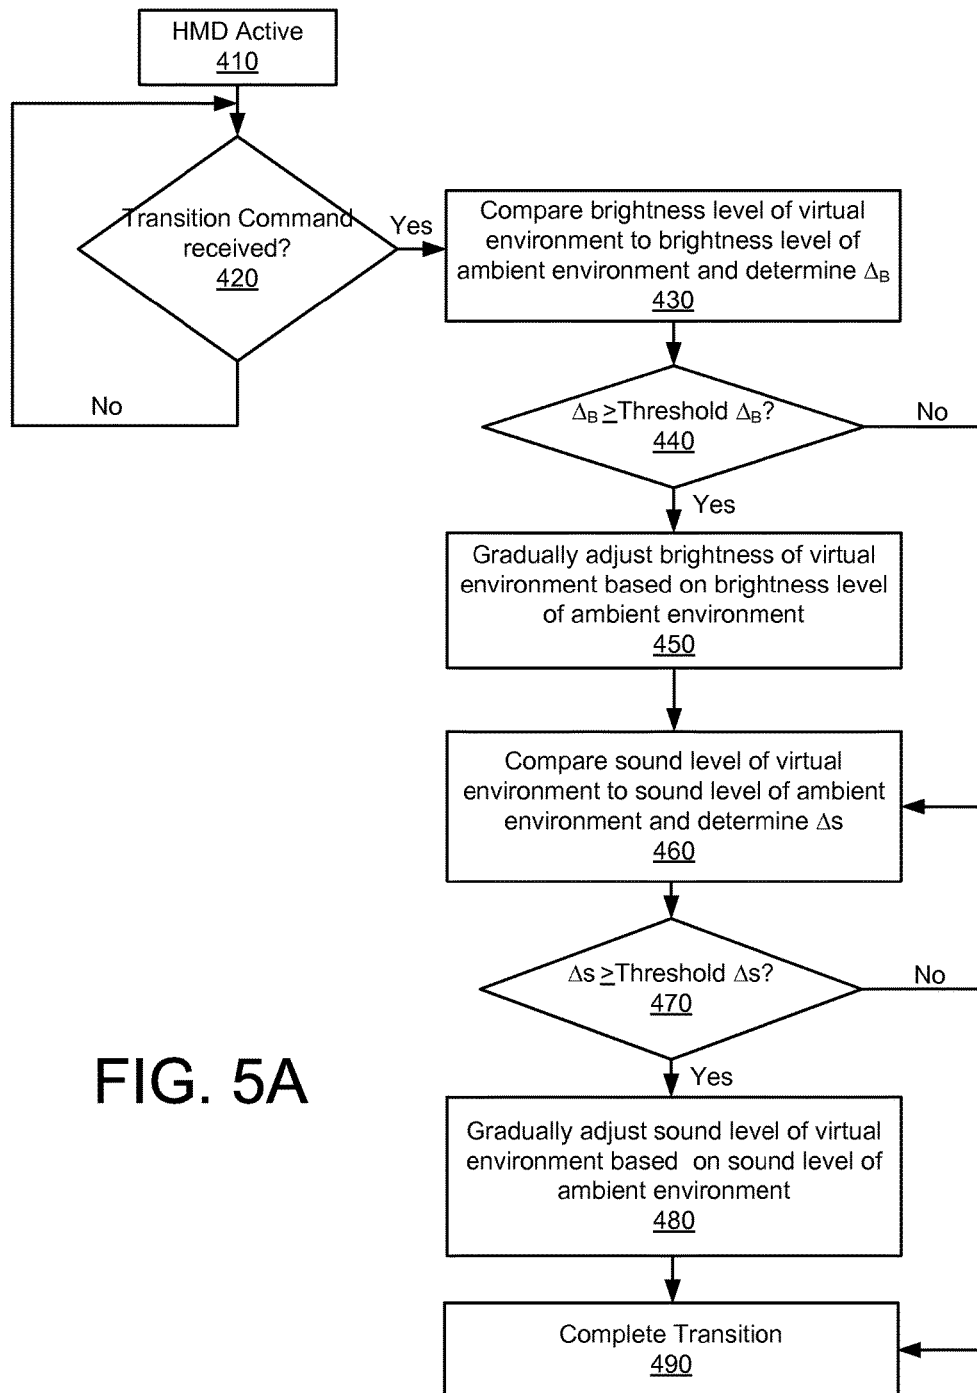 HMD Active
410
Transition Command
received?
420
Yes
No
Compare brightness level of virtual
environment to brightness level of
ambient environment and determine ΔB
430
ΔB ≥Threshold ΔB?
440
No
Yes
Gradually adjust brightness of virtual
environment based on brightness level
of ambient environment
450
Compare sound level of virtual
environment to sound level of ambient
environment and determine Δs
460
Δs ≥Threshold Δs?
470
No
Yes
FIG. 5A
Gradually adjust sound level of virtual
environment based on sound level of
ambient environment
480
Complete Transition
490